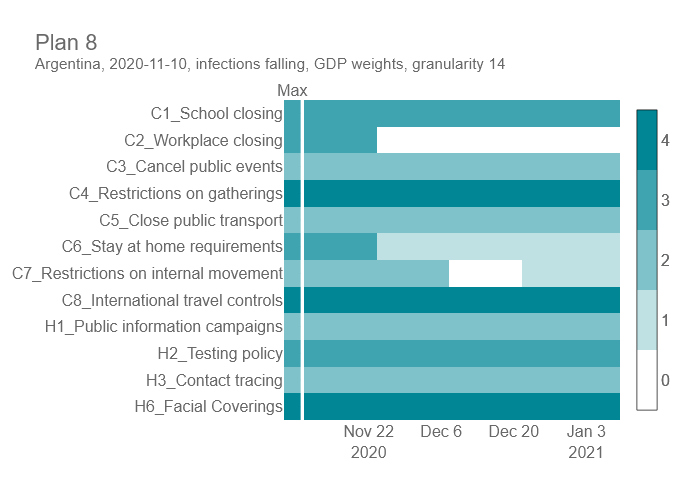 Plan 8
Argentina, 2020-11-10, infections falling, GDP weights, granularity 14
Max
C1_School closing
C2_Workplace closing
C3_Cancel public events
C4_Restrictions on gatherings
C5_Close public transport
C6_Stay at home requirements
C7_Restrictions on internal movement
C8_International travel controls
H1_Public information campaigns
H2_Testing policy
H3_Contact tracing
H6_Facial Coverings
4
3
2
1
0
Nov 22 Dec 6 Dec 20 Jan 3
2020 2021